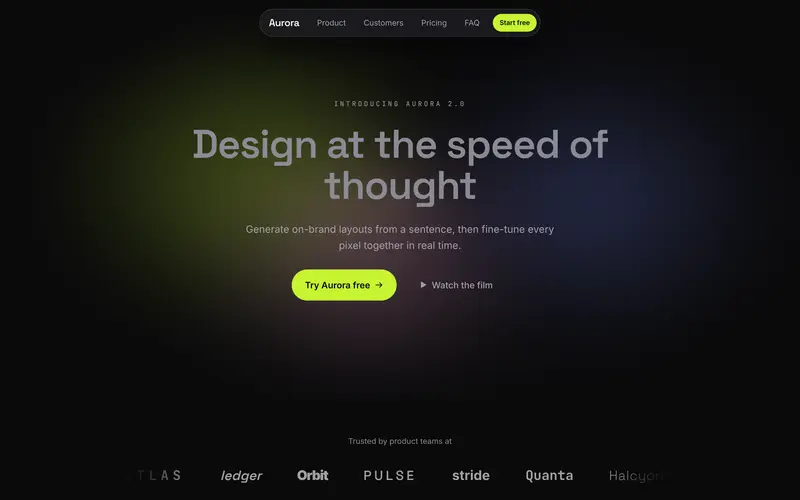 Aurora Product Customers Pricing FAQ Start free
INTRODUCING AURORA 2.0
Design at the speed of
thought
Generate on-brand layouts from a sentence, then fine-tune every
pixel together in real time.
Try Aurora free → ▶ Watch the film
Trusted by product teams at
TLAS ledger Orbit PULSE stride Quanta Halcyon